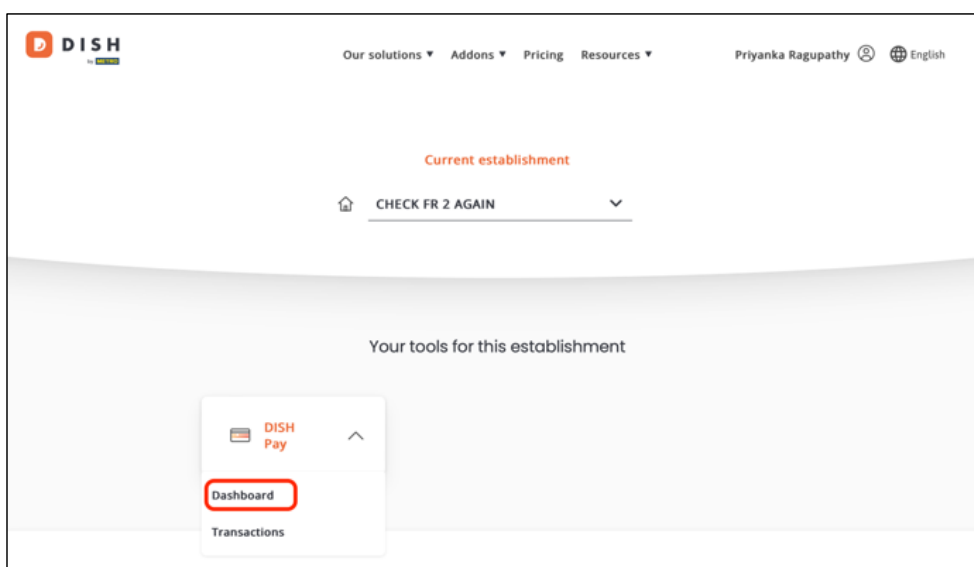 DISH
by METRO
Our solutions ▼ Addons ▼ Pricing Resources ▼ Priyanka Ragupathy English
Current establishment
CHECK FR 2 AGAIN
Your tools for this establishment
DISH
Pay
Dashboard
Transactions